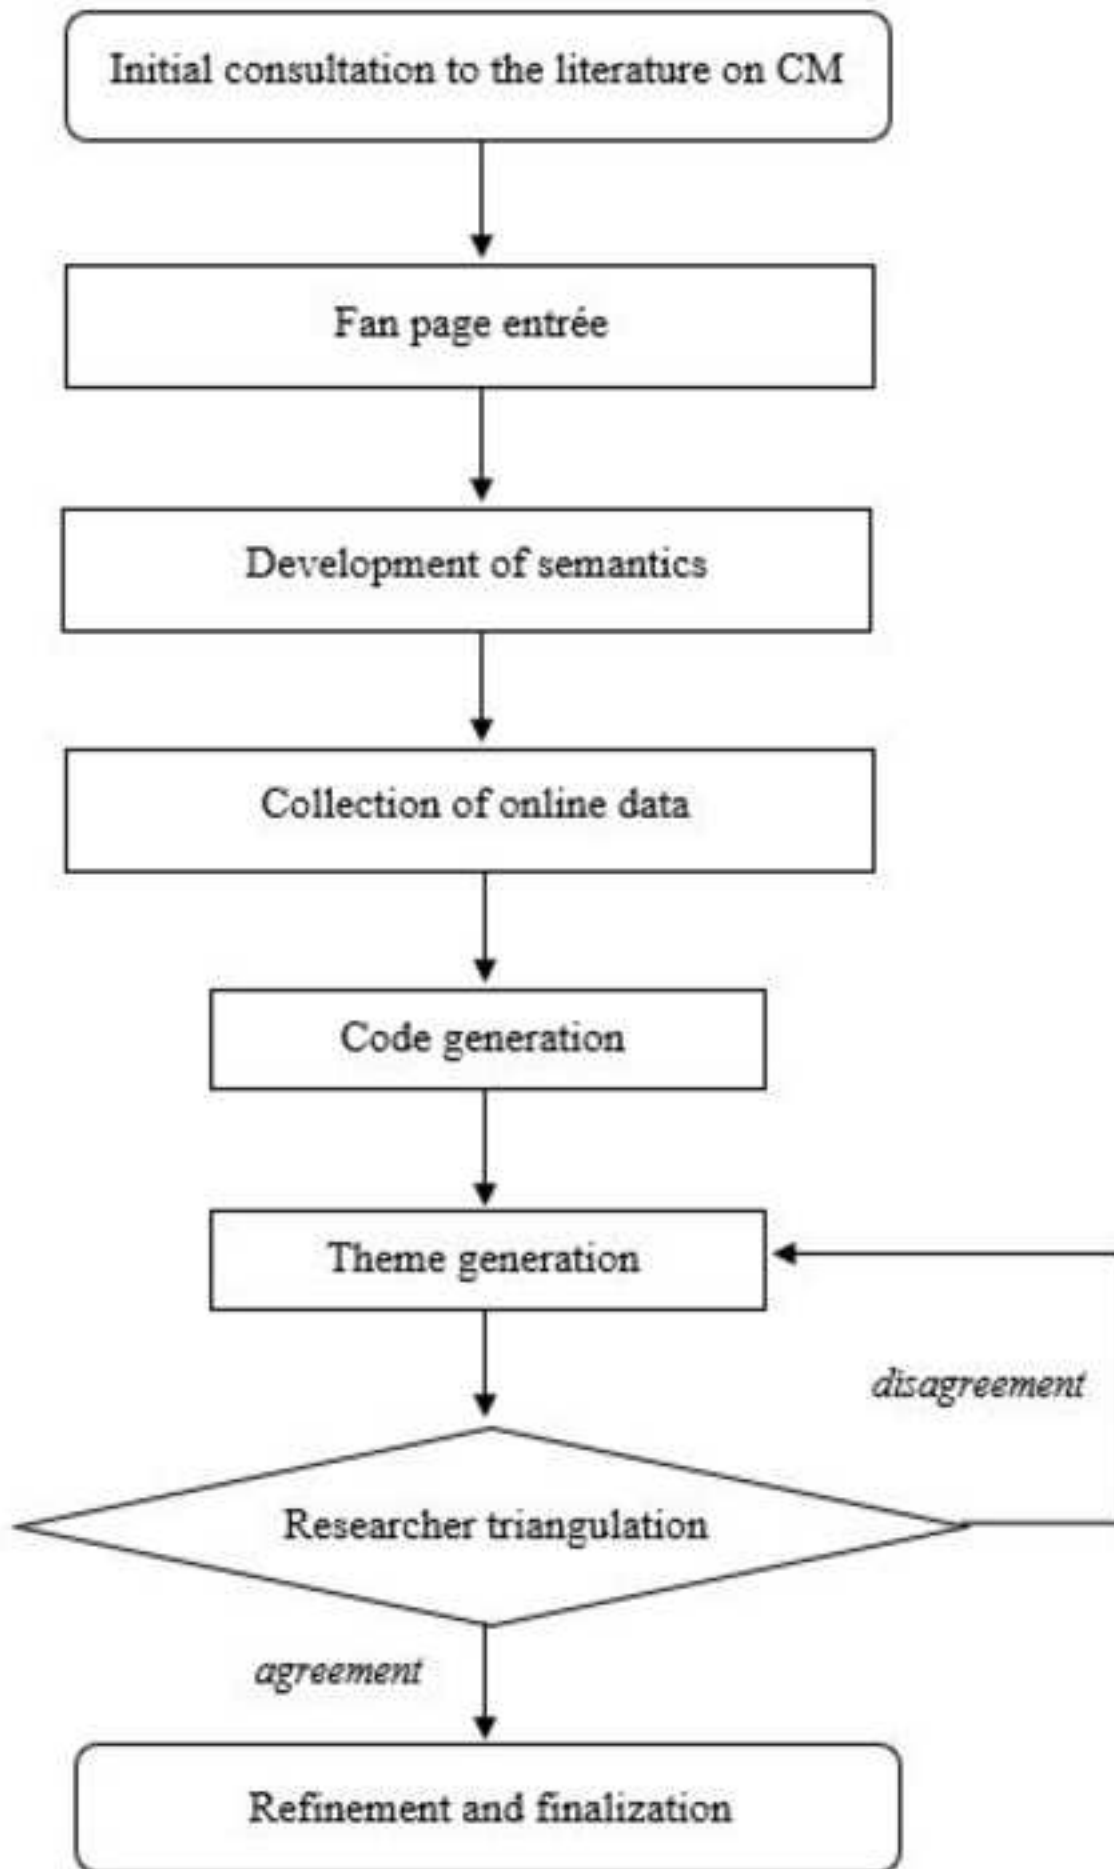 Initial consultation to the literature on CM
Fan page entrée
Development of semantics
Collection of online data
Code generation
Theme generation
disagreement
Researcher triangulation
agreement
Refinement and finalization